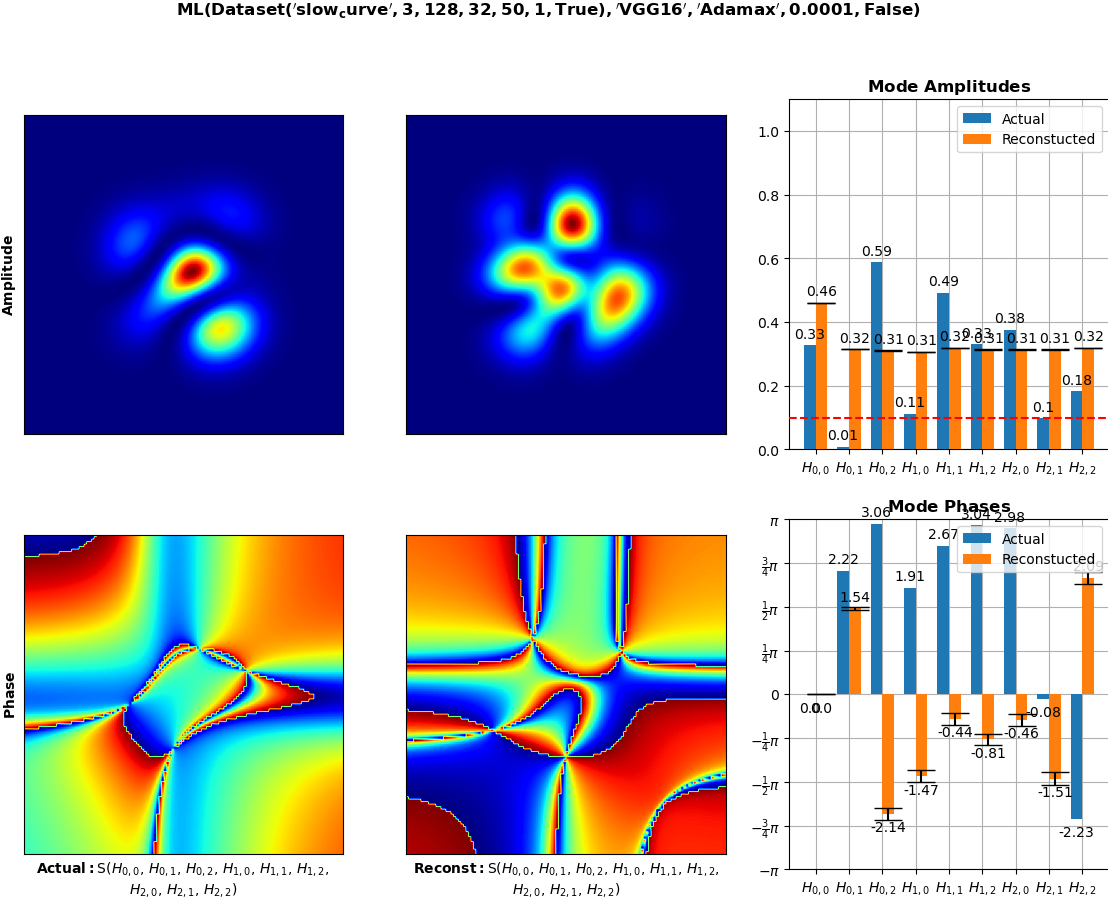 ML(Dataset('slow_curve', 3, 128, 32, 50, 1, True), 'VGG16', 'Adamax', 0.0001, False)
Amplitude
Mode Amplitudes
Actual
Reconstucted
1.0
0.8
0.6
0.4
0.2
0.0
0.33 0.46 0.01 0.32 0.59 0.31 0.11 0.31 0.49 0.32 0.33 0.31 0.38 0.31 0.1 0.31 0.18 0.32
H0,0 H0,1 H0,2 H1,0 H1,1 H1,2 H2,0 H2,1 H2,2
Phase
Mode Phases
Actual
Reconstucted
π
3/4π
1/2π
1/4π
0
−1/4π
−1/2π
−3/4π
−π
0.0 0.0 2.22 1.54 3.06 -2.14 1.91 -1.47 2.67 -0.44 3.04 -0.81 2.98 -0.46 -0.08 -1.51 -2.23
H0,0 H0,1 H0,2 H1,0 H1,1 H1,2 H2,0 H2,1 H2,2
Actual: S(H0,0, H0,1, H0,2, H1,0, H1,1, H1,2,
H2,0, H2,1, H2,2)
Reconst: S(H0,0, H0,1, H0,2, H1,0, H1,1, H1,2,
H2,0, H2,1, H2,2)